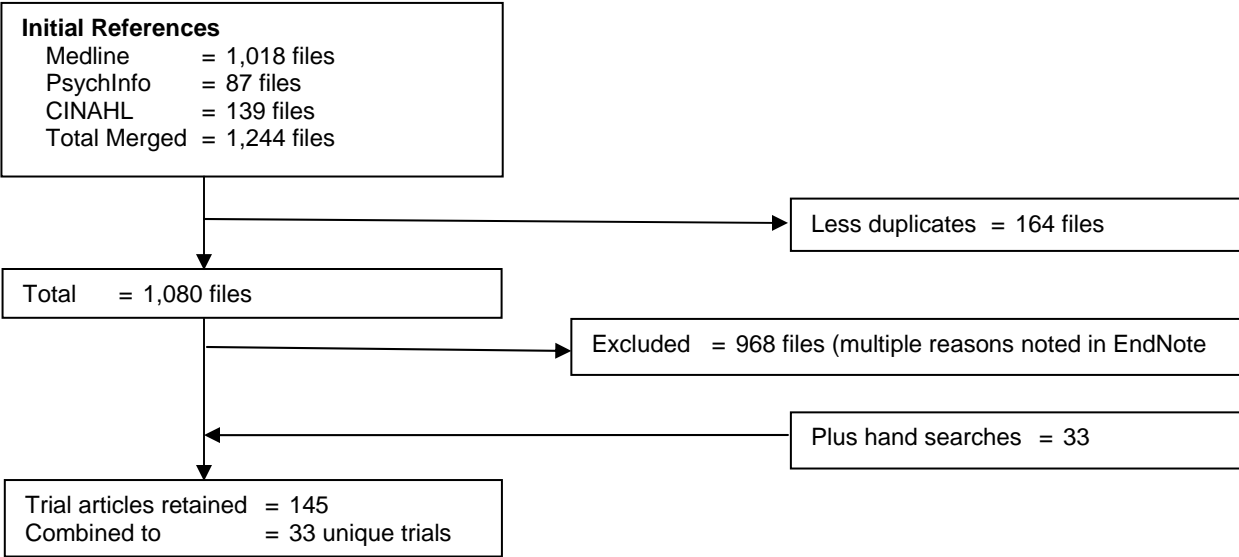 Initial References
Medline = 1,018 files
PsychInfo = 87 files
CINAHL = 139 files
Total Merged = 1,244 files
Less duplicates = 164 files
Total = 1,080 files
Excluded = 968 files (multiple reasons noted in EndNote
Plus hand searches = 33
Trial articles retained = 145
Combined to = 33 unique trials